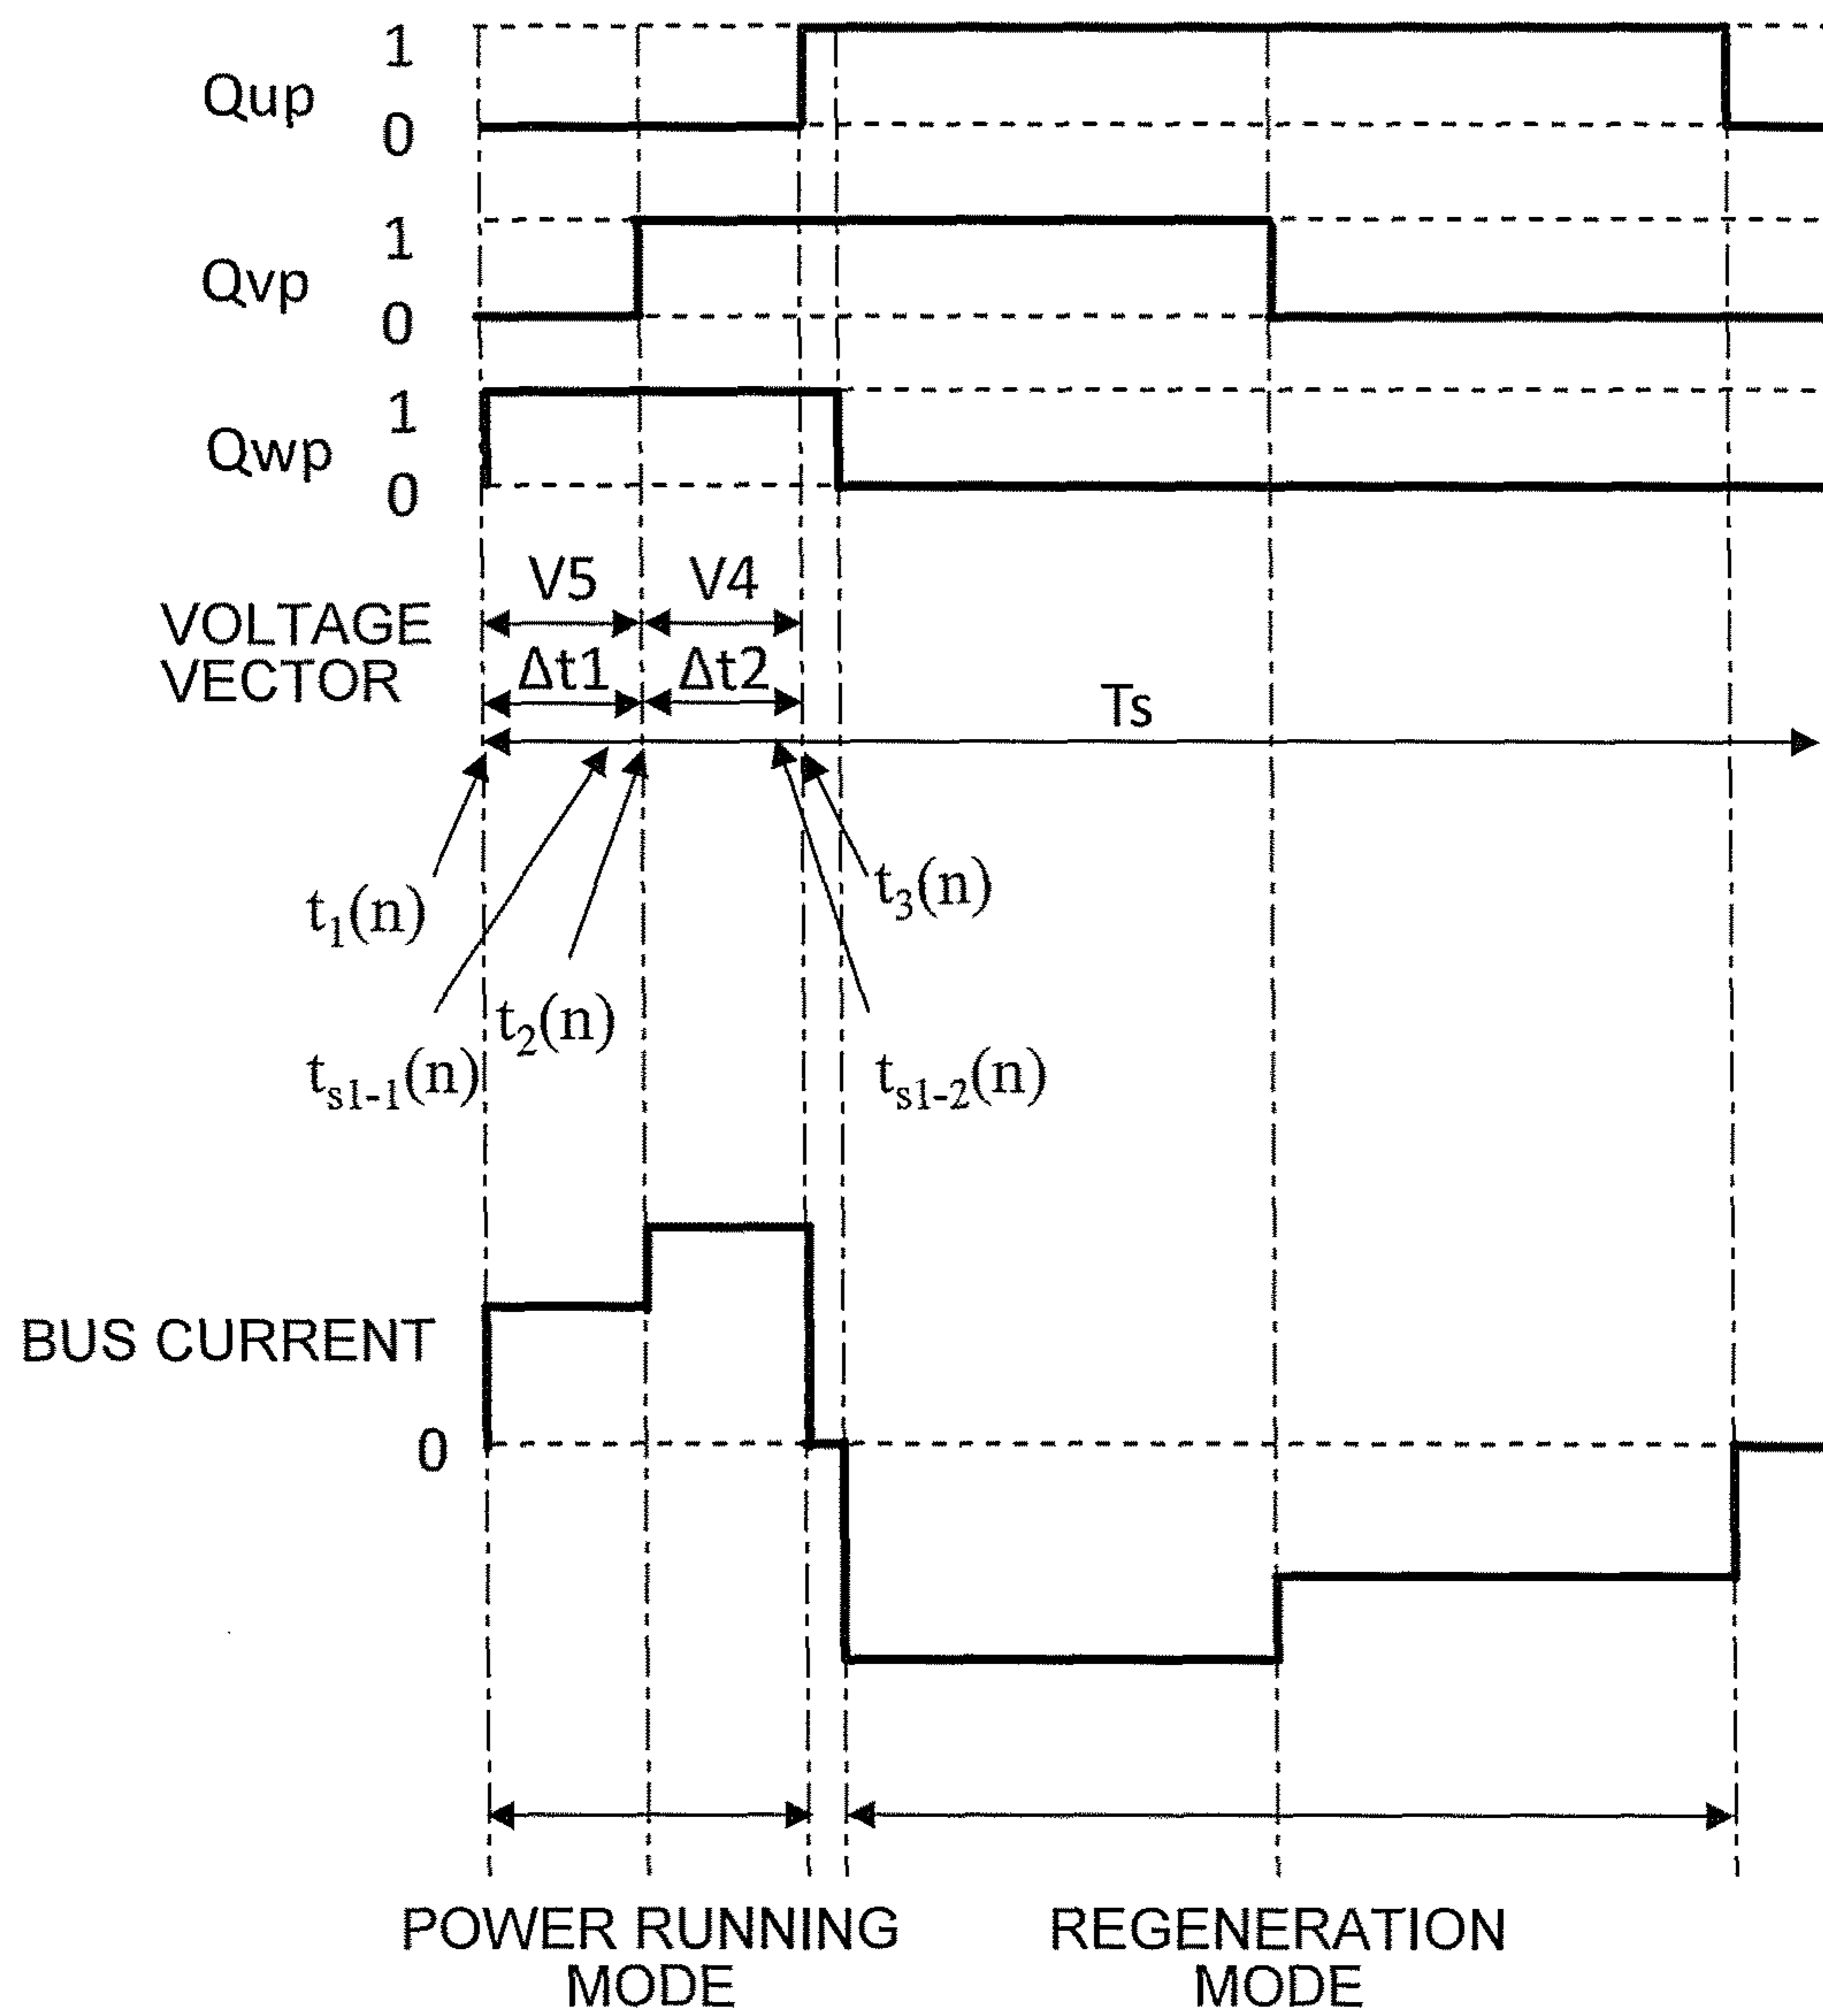 1
Qup
0
1
Qvp
0
1
Qwp
0
V5 V4
VOLTAGE
VECTOR
Δt1 Δt2
Ts
t1(n)
t3(n)
t2(n)
ts1-1(n)
ts1-2(n)
BUS CURRENT
0
POWER RUNNING
MODE
REGENERATION
MODE